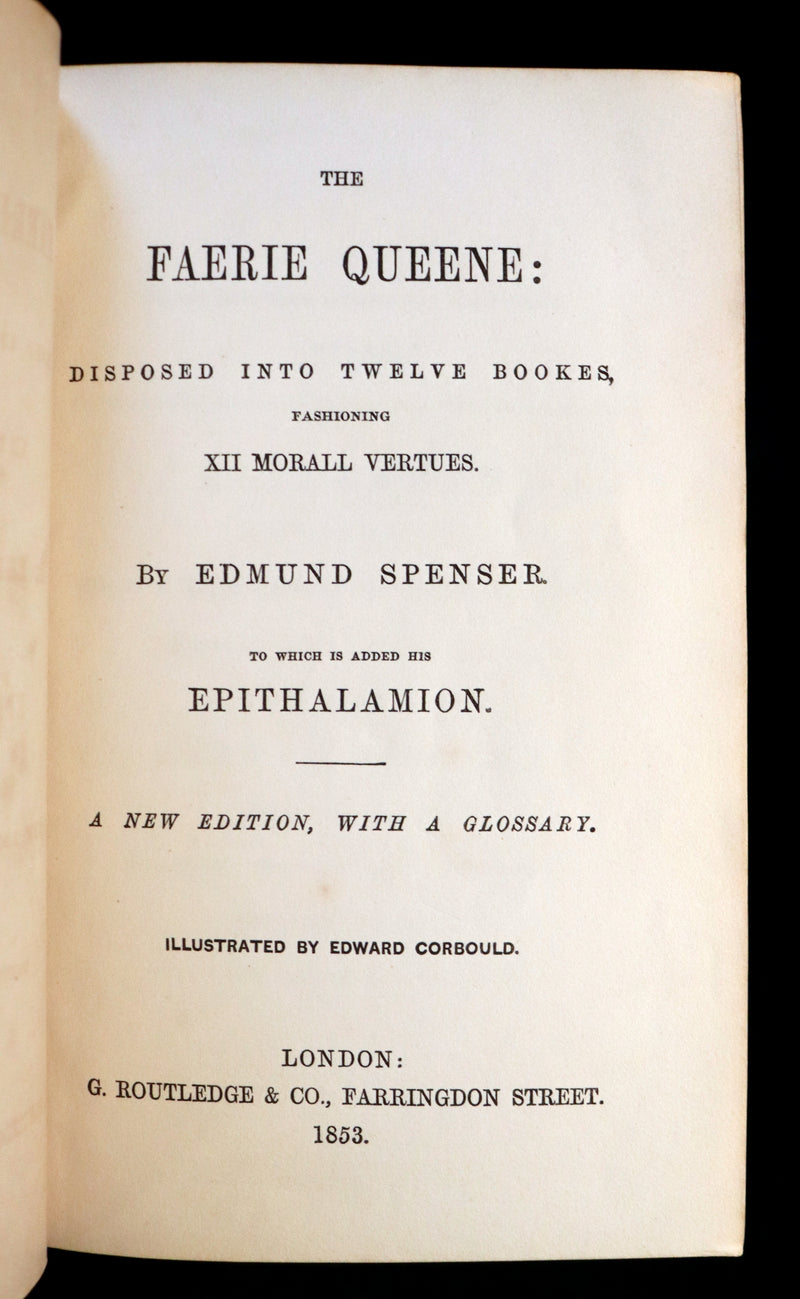 THE
FAERIE QUEENE:
DISPOSED INTO TWELVE BOOKES,
FASHIONING
XII MORALL VERTUES.
BY EDMUND SPENSER.
TO WHICH IS ADDED HIS
EPITHALAMION.
A NEW EDITION, WITH A GLOSSARY.
ILLUSTRATED BY EDWARD CORBOULD.
LONDON:
G. ROUTLEDGE & CO., FARRINGDON STREET.
1853.